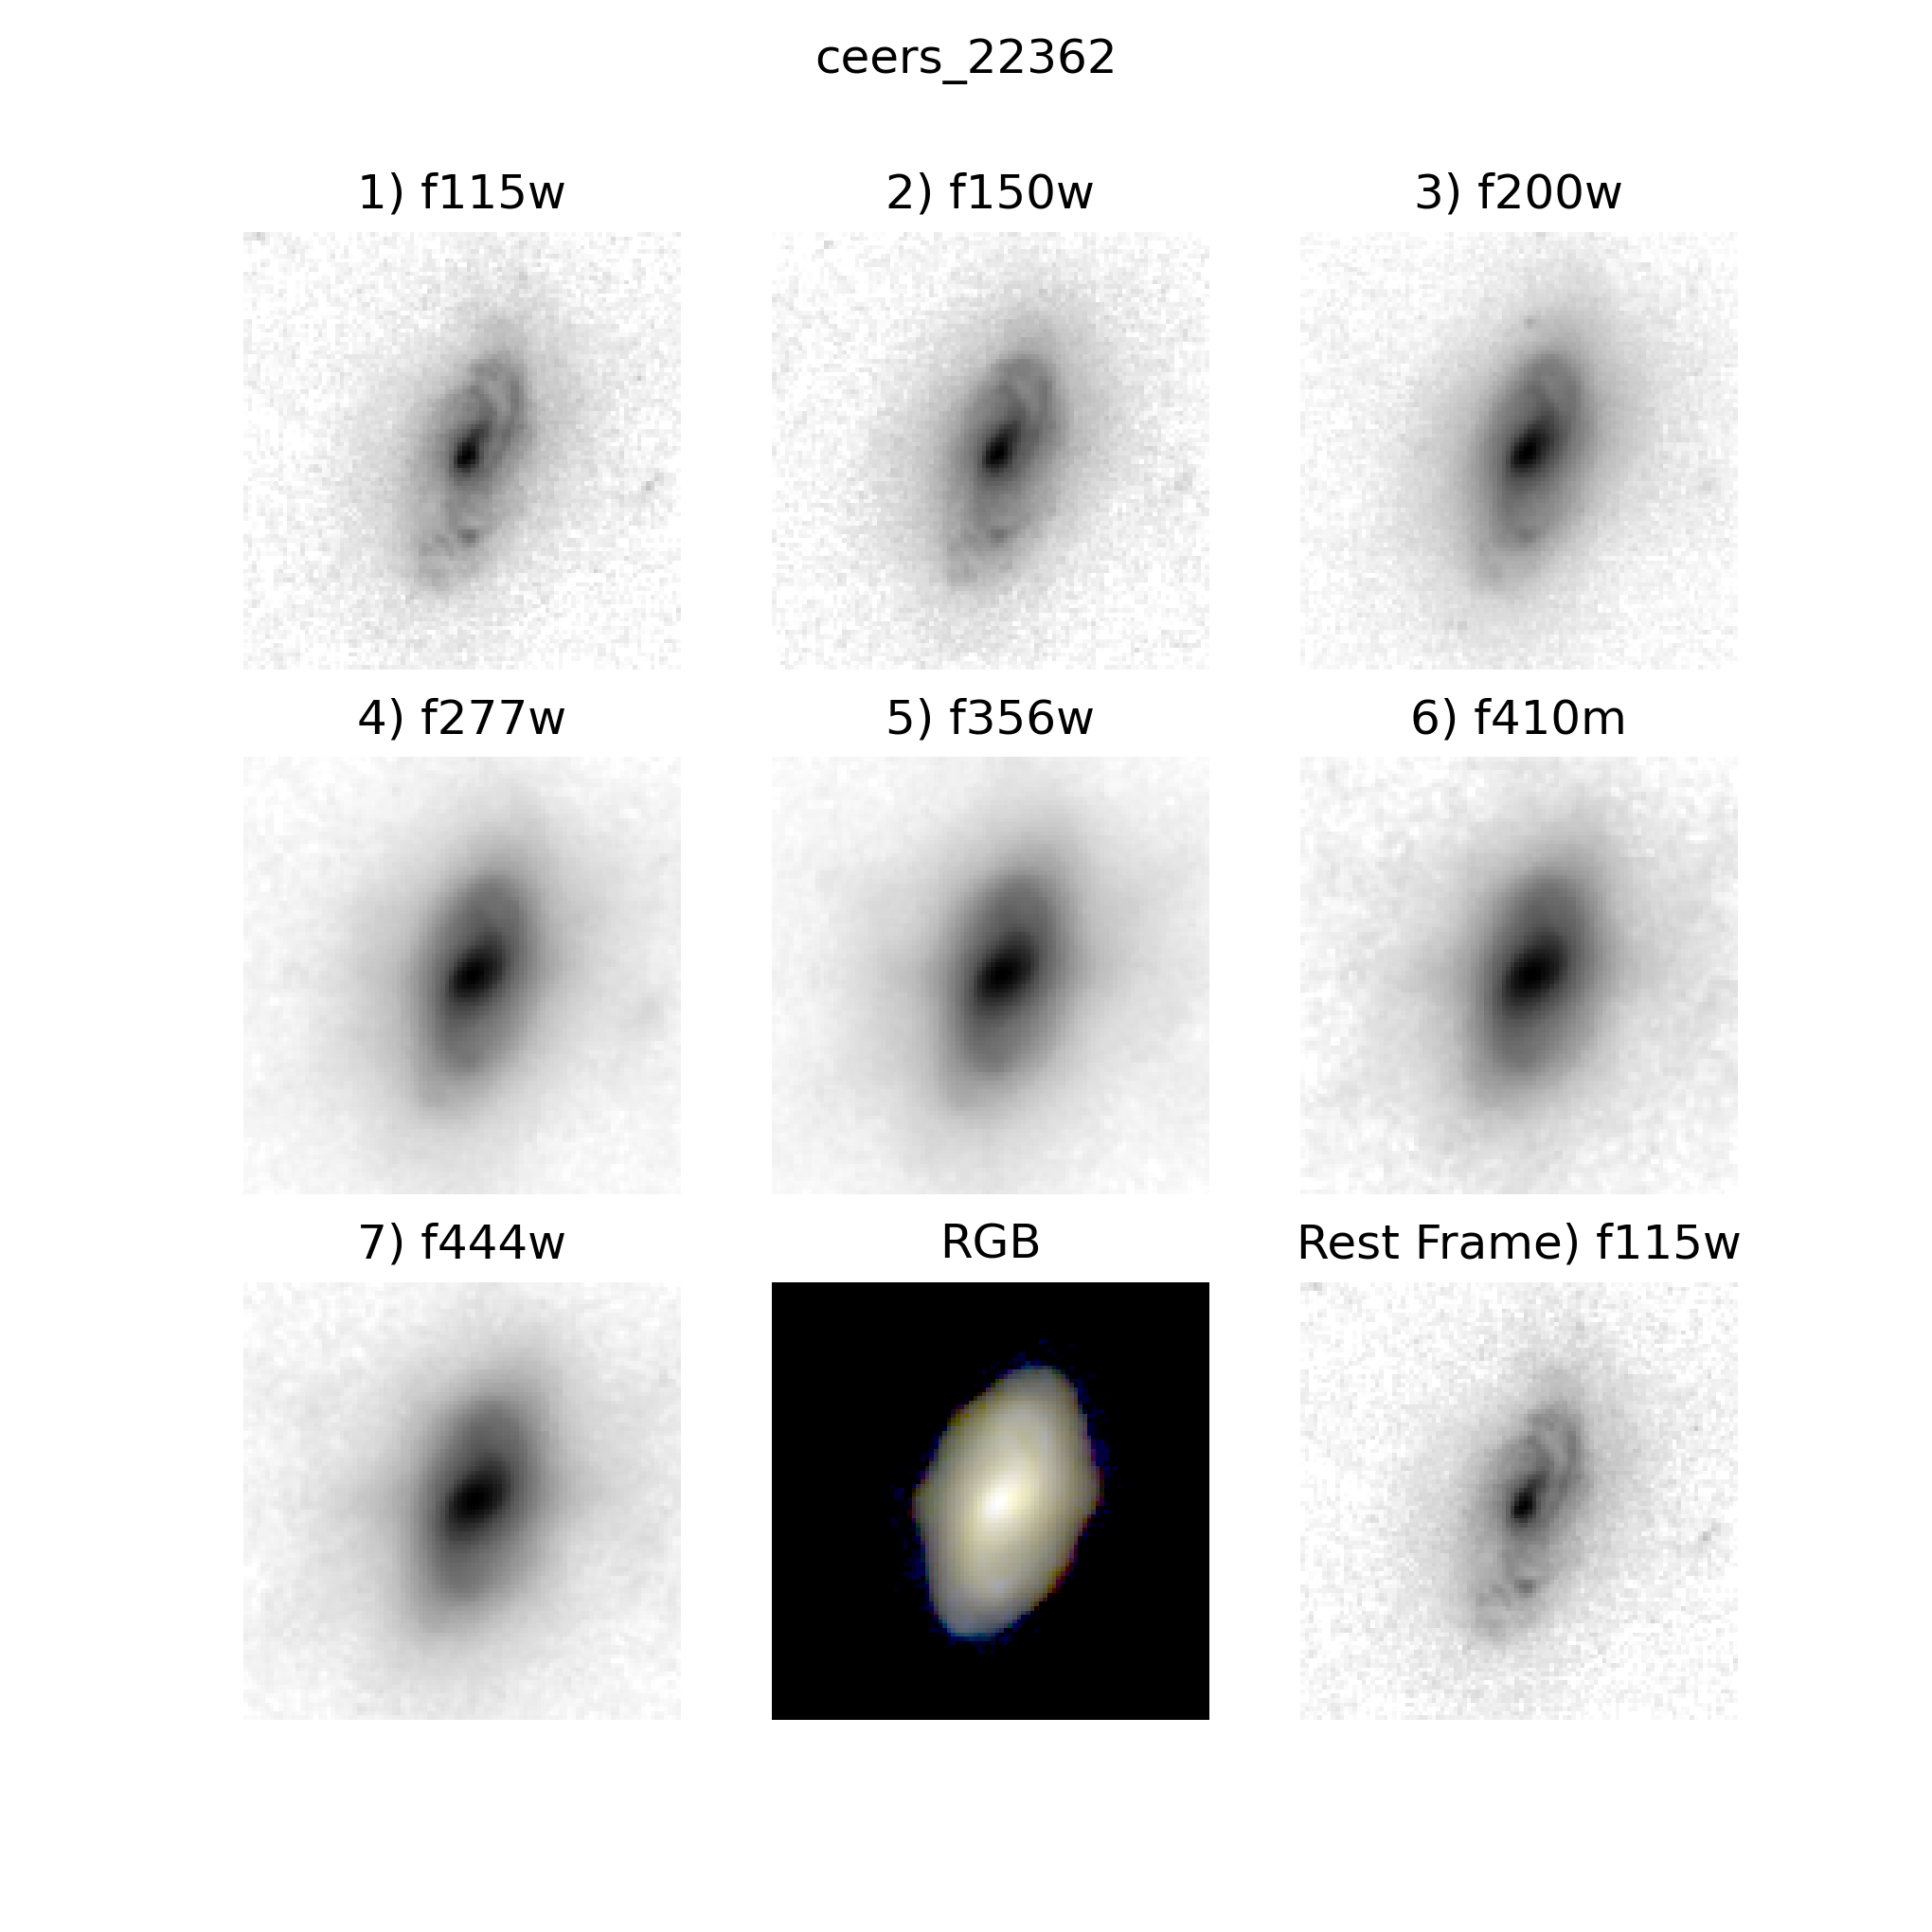 ceers_22362
1) f115w
2) f150w
3) f200w
4) f277w
5) f356w
6) f410m
7) f444w
RGB
Rest Frame) f115w